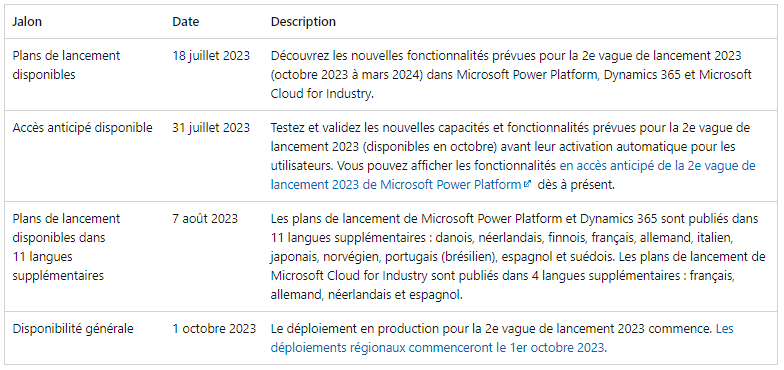 Jalon Date Description
Plans de lancement disponibles 18 juillet 2023 Découvrez les nouvelles fonctionnalités prévues pour la 2e vague de lancement 2023
(octobre 2023 à mars 2024) dans Microsoft Power Platform, Dynamics 365 et Microsoft
Cloud for Industry.
Accès anticipé disponible 31 juillet 2023 Testez et validez les nouvelles capacités et fonctionnalités prévues pour la 2e vague de
lancement 2023 (disponibles en octobre) avant leur activation automatique pour les
utilisateurs. Vous pouvez afficher les fonctionnalités en accès anticipé de la 2e vague de
lancement 2023 de Microsoft Power Platform dès à présent.
Plans de lancement
disponibles dans
11 langues
supplémentaires
7 août 2023
Les plans de lancement de Microsoft Power Platform et Dynamics 365 sont publiés dans
11 langues supplémentaires : danois, néerlandais, finnois, français, allemand, italien,
japonais, norvégien, portugais (brésilien), espagnol et suédois. Les plans de lancement de
Microsoft Cloud for Industry sont publiés dans 4 langues supplémentaires : français,
allemand, néerlandais et espagnol.
Disponibilité générale 1 octobre 2023 Le déploiement en production pour la 2e vague de lancement 2023 commence. Les
déploiements régionaux commenceront le 1er octobre 2023.